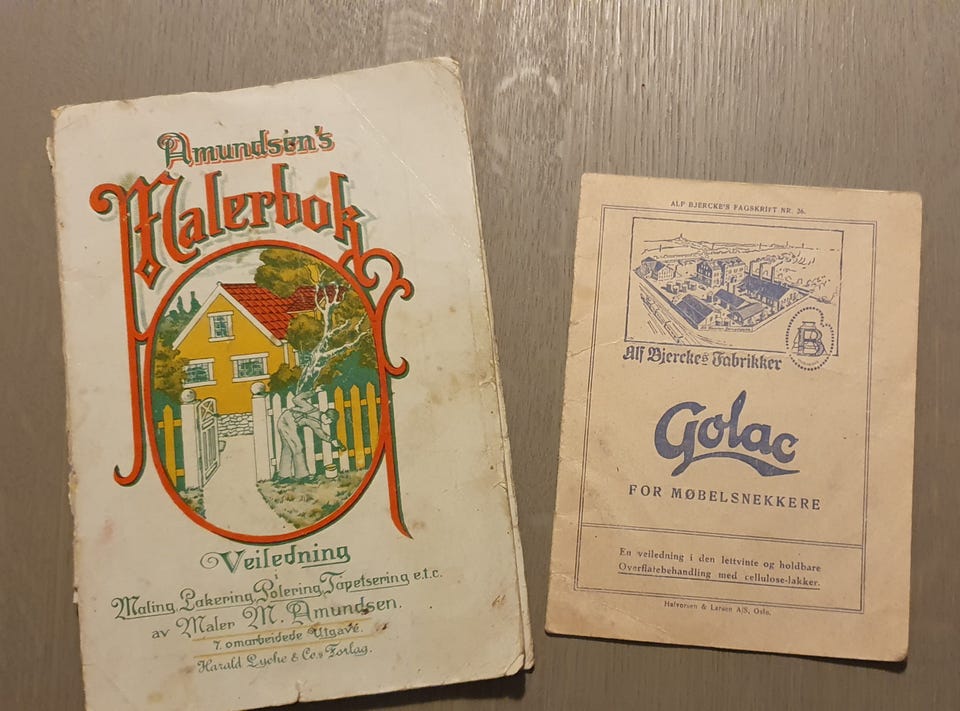 Amundsen's
Malerbok
Veiledning
i
Maling, Lakering, Polering, Tapetsering e.t.c.
av Maler M. Amundsen.
7. omarbeidede Utgave.
Harald Lyche & Co.s Forlag.
ALF BJERCKE'S FAGSKRIFT NR. 26.
B
Alf Bjerckes Fabrikker
Golac
FOR MØBELSNEKKERE
En veiledning i den lettvinte og holdbare
Overflatebehandling med cellulose-lakker.
Halvorsen & Larsen A/S, Oslo.